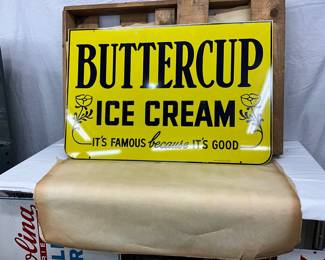 BUTTERCUP
ICE CREAM
IT'S FAMOUS because IT'S GOOD